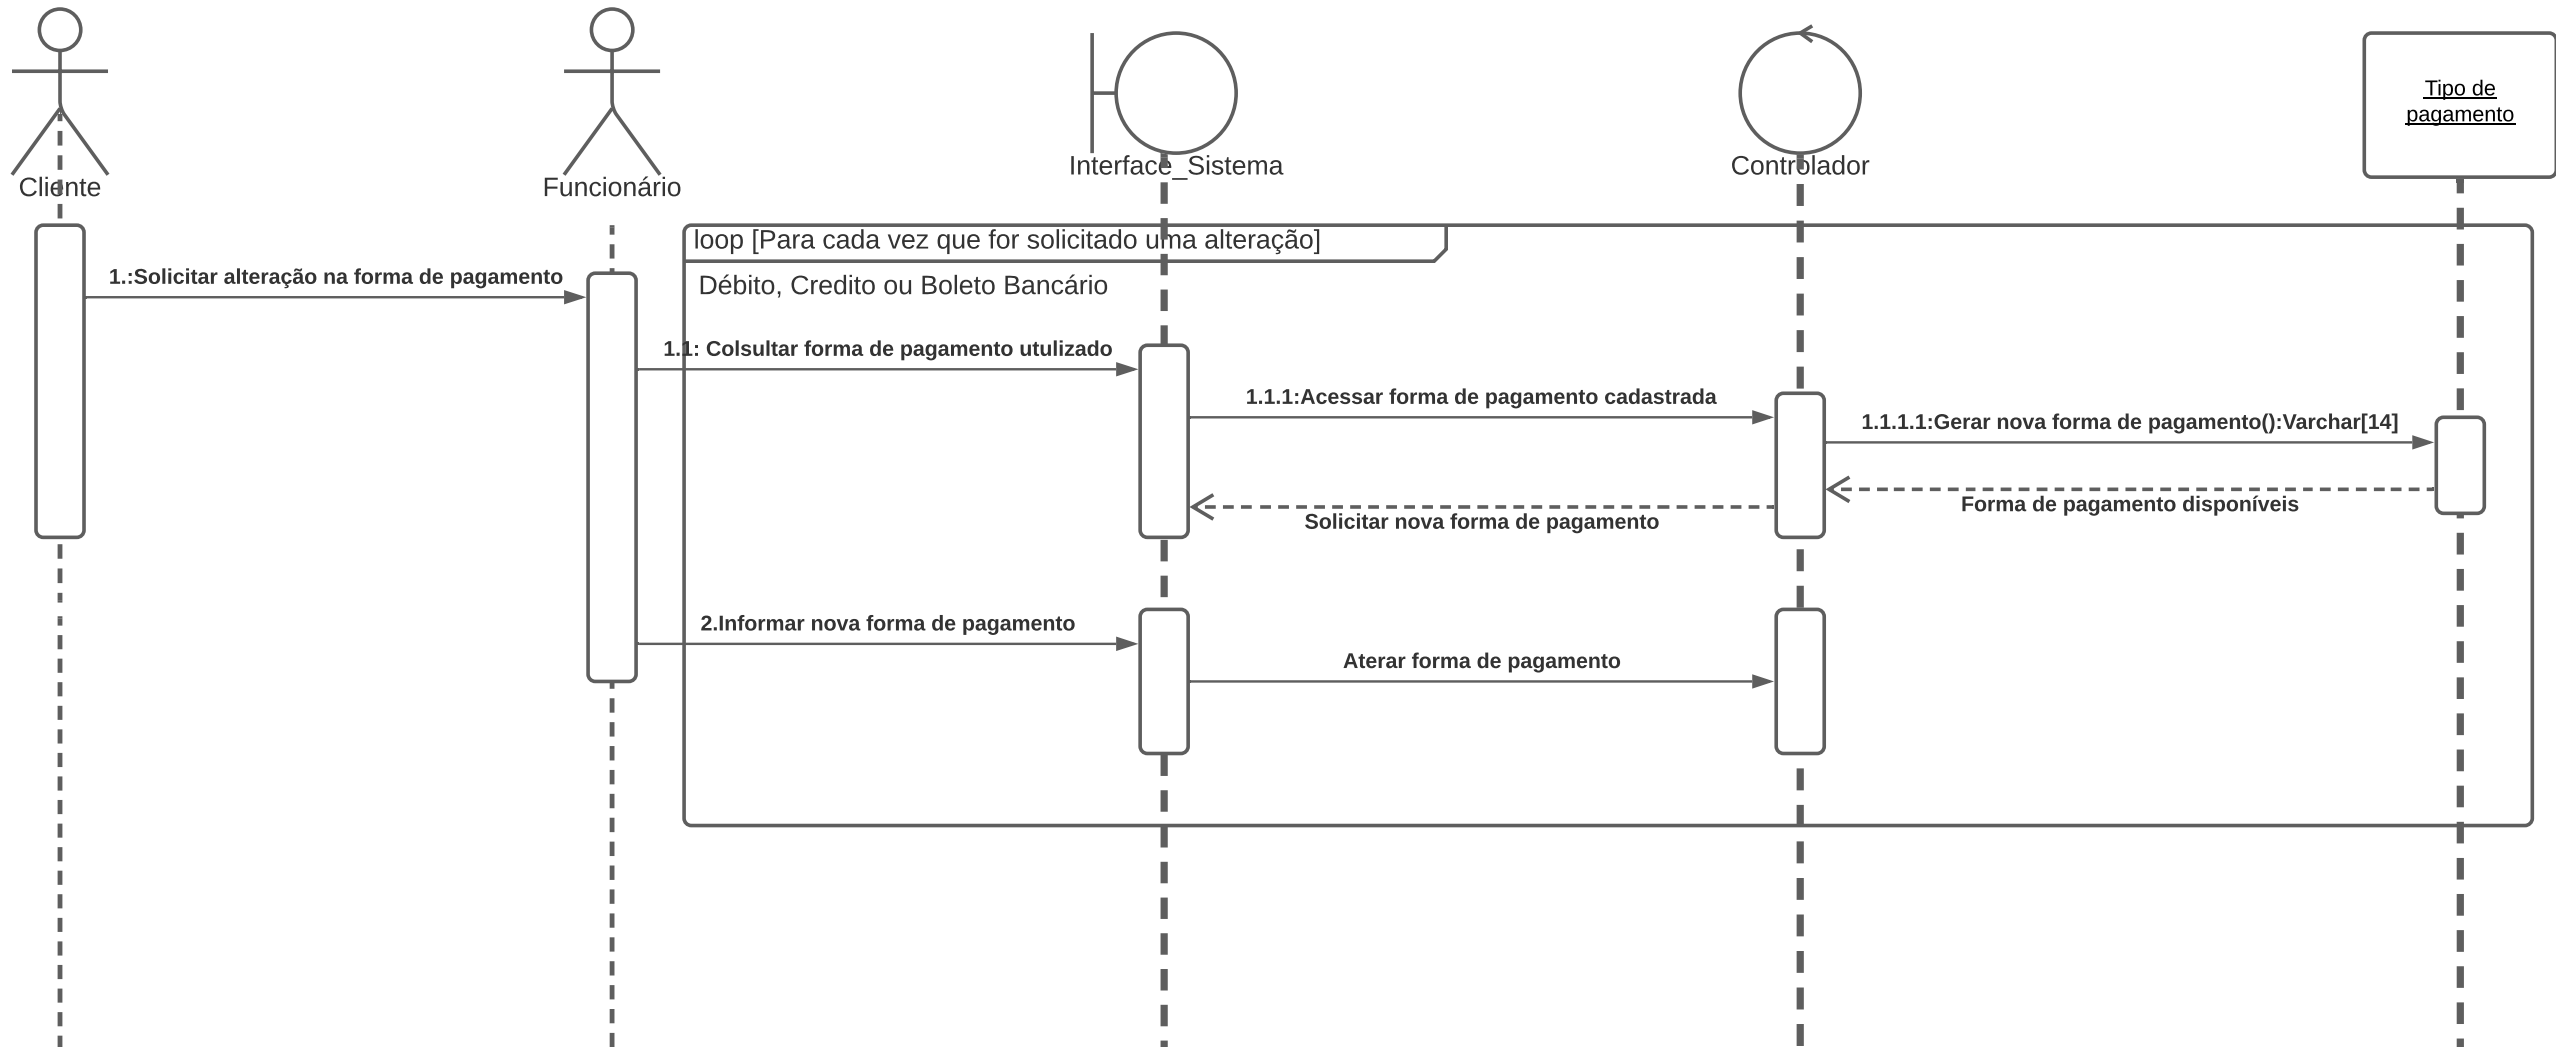 Cliente
Funcionário
Interface_Sistema
Controlador
Tipo de
pagamento
loop [Para cada vez que for solicitado uma alteração]
Débito, Credito ou Boleto Bancário
1.:Solicitar alteração na forma de pagamento
1.1: Colsultar forma de pagamento utulizado
1.1.1:Acessar forma de pagamento cadastrada
1.1.1.1:Gerar nova forma de pagamento():Varchar[14]
Forma de pagamento disponíveis
Solicitar nova forma de pagamento
2.Informar nova forma de pagamento
Aterar forma de pagamento